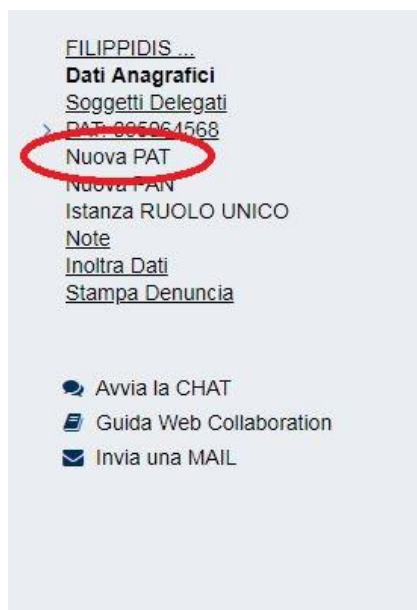 FILIPPIDIS ...
Dati Anagrafici
Soggetti Delegati
PAT: 095964568
Nuova PAT
Nuova PAN
Istanza RUOLO UNICO
Note
Inoltra Dati
Stampa Denuncia
Avvia la CHAT
Guida Web Collaboration
Invia una MAIL